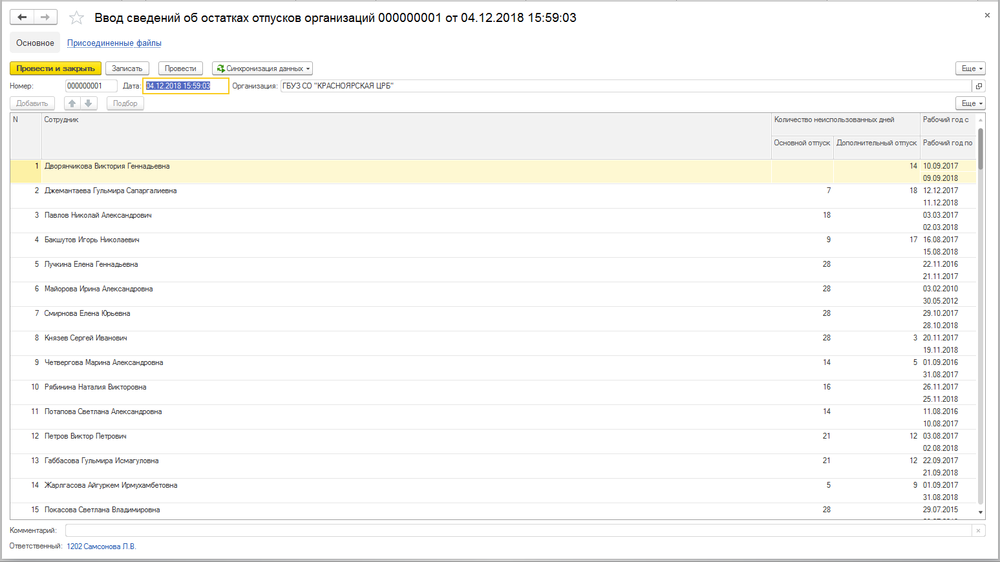 Ввод сведений об остатках отпусков организаций 000000001 от 04.12.2018 15:59:03
Основное Присоединенные файлы
Провести и закрыть Записать Провести Синхронизация данных Еще
Номер: 000000001 Дата: 04.12.2018 15:59:03 Организация: ГБУЗ СО "КРАСНОЯРСКАЯ ЦРБ"
Добавить Подбор Еще
N Сотрудник Количество неиспользованных дней Рабочий год с
Основной отпуск Дополнительный отпуск Рабочий год по
1 Дворянчикова Виктория Геннадьевна 14 10.09.2017
09.09.2018
2 Джемантаева Гульмира Сапаргалиевна 7 18 12.12.2017
11.12.2018
3 Павлов Николай Александрович 18 03.03.2017
02.03.2018
4 Бакшутов Игорь Николаевич 9 17 16.08.2017
15.08.2018
5 Лучкина Елена Геннадьевна 28 22.11.2016
21.11.2017
6 Майорова Ирина Александровна 28 03.02.2010
30.05.2012
7 Смирнова Елена Юрьевна 28 29.10.2017
28.10.2018
8 Князев Сергей Иванович 28 3 20.11.2017
19.11.2018
9 Четвергова Марина Александровна 14 5 01.09.2016
31.08.2017
10 Рябинина Наталия Викторовна 16 26.11.2017
25.11.2018
11 Потапова Светлана Александровна 14 11.08.2016
10.08.2017
12 Петров Виктор Петрович 21 12 03.08.2017
02.08.2018
13 Габбасова Гульмира Исмагуловна 21 12 22.09.2017
21.09.2018
14 Жарлгасова Айгуркем Ирмухамбетовна 5 9 01.09.2017
31.08.2018
15 Покасова Светлана Владимировна 28 29.07.2015
Комментарий:
Ответственный: 1202 Самсонова Л.В.